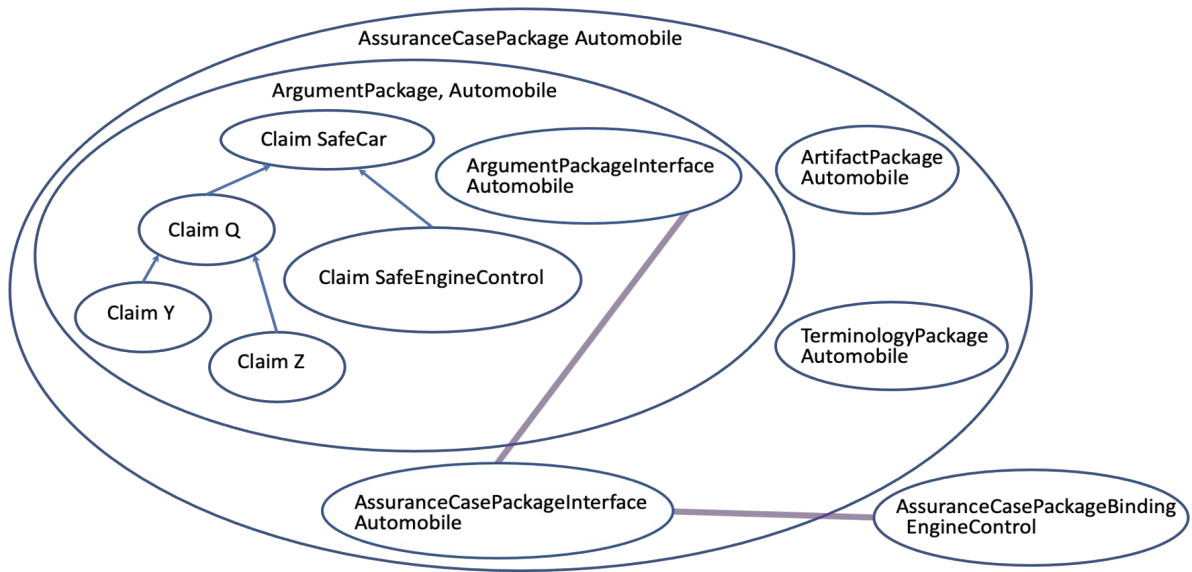 AssuranceCasePackage Automobile
ArgumentPackage, Automobile
Claim SafeCar
ArgumentPackageInterface
Automobile
ArtifactPackage
Automobile
Claim Q
Claim SafeEngineControl
Claim Y
Claim Z
TerminologyPackage
Automobile
AssuranceCasePackageInterface
Automobile
AssuranceCasePackageBinding
EngineControl